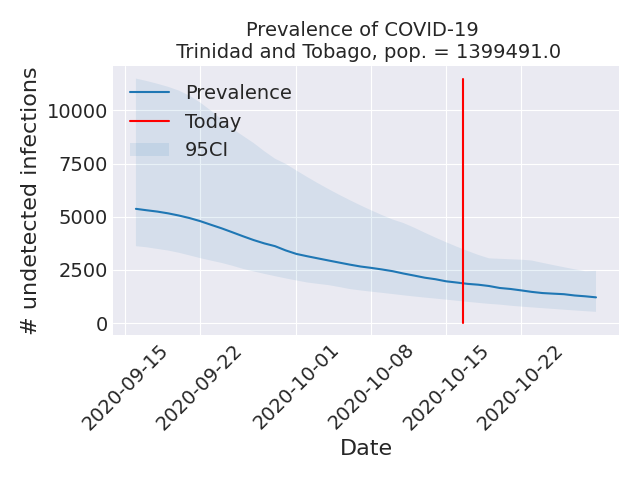 Prevalence of COVID-19
Trinidad and Tobago, pop. = 1399491.0
# undetected infections
10000
7500
5000
2500
0
Prevalence
Today
95CI
2020-09-15
2020-09-22
2020-10-01
2020-10-08
2020-10-15
2020-10-22
Date